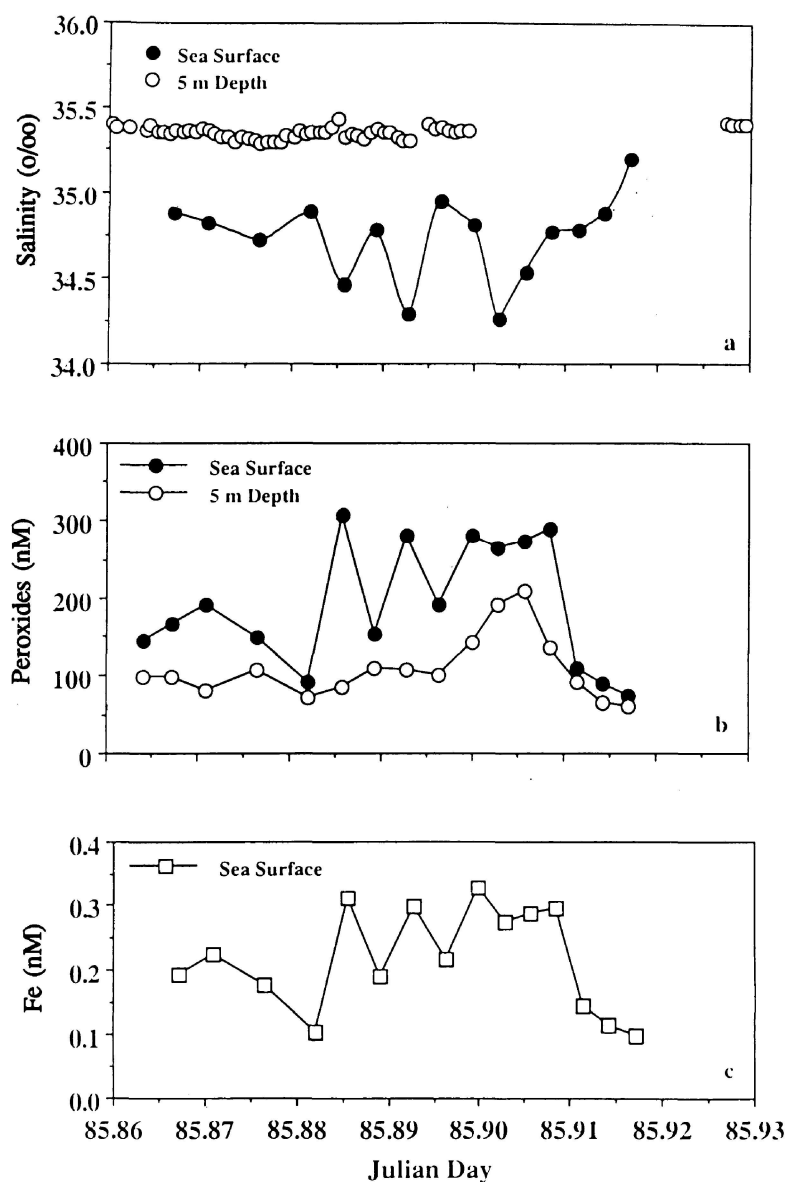 36.0
Sea Surface
5 m Depth
35.5
35.0
34.5
34.0
Salinity (o/oo)
a
400
Sea Surface
5 m Depth
300
200
100
0
Peroxides (nM)
b
0.4
Sea Surface
0.3
0.2
0.1
0.0
Fe (nM)
c
85.86 85.87 85.88 85.89 85.90 85.91 85.92 85.93
Julian Day